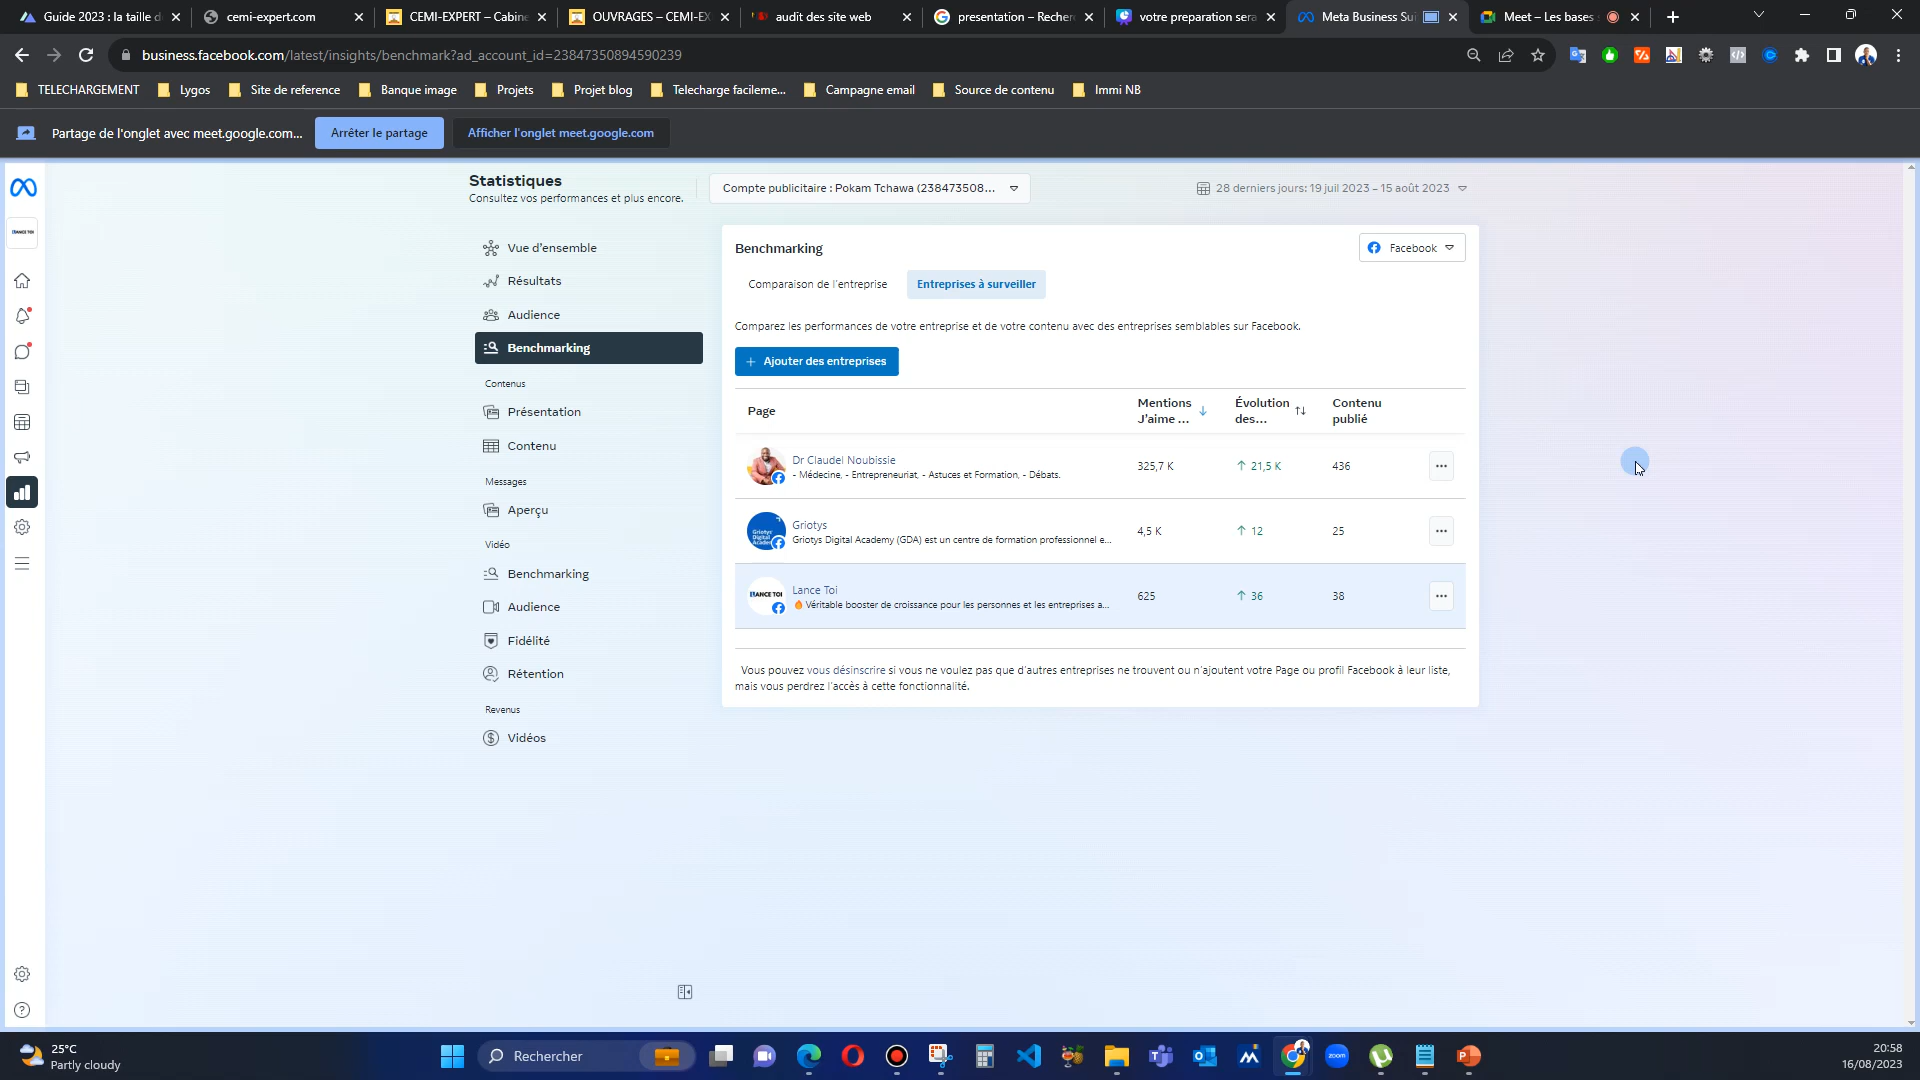 Guide 2023 : la taille d
cemi-expert.com
CEMI-EXPERT – Cabine
OUVRAGES – CEMI-EX
audit des site web
presentation – Recher
votre preparation sera
Meta Business Sui
Meet – Les bases
business.facebook.com/latest/insights/benchmark?ad_account_id=23847350894590239
TELECHARGEMENT
Lygos
Site de reference
Banque image
Projets
Projet blog
Telecharge facileme...
Campagne email
Source de contenu
Immi NB
Partage de l'onglet avec meet.google.com...
Arrêter le partage
Afficher l'onglet meet.google.com
Statistiques
Consultez vos performances et plus encore.
Compte publicitaire : Pokam Tchawa (238473508...
28 derniers jours: 19 juil 2023 – 15 août 2023
LANCE TOI
Vue d'ensemble
Résultats
Audience
Benchmarking
Contenus
Présentation
Contenu
Messages
Aperçu
Vidéo
Benchmarking
Audience
Fidélité
Rétention
Revenus
Vidéos
Benchmarking
Facebook
Comparaison de l'entreprise
Entreprises à surveiller
Comparez les performances de votre entreprise et de votre contenu avec des entreprises semblables sur Facebook.
+ Ajouter des entreprises
Page
Mentions J'aime ...
Évolution des...
Contenu publié
Dr Claudel Noubissie
- Médecine, - Entrepreneuriat, - Astuces et Formation, - Débats.
325,7 K
↑ 21,5 K
436
Griotys Digital Acade
Griotys
Griotys Digital Academy (GDA) est un centre de formation professionnel e...
4,5 K
↑ 12
25
LANCE TOI
Lance Toi
🔥 Véritable booster de croissance pour les personnes et les entreprises a...
625
↑ 36
38
Vous pouvez vous désinscrire si vous ne voulez pas que d'autres entreprises ne trouvent ou n'ajoutent votre Page ou profil Facebook à leur liste,
mais vous perdrez l'accès à cette fonctionnalité.
25°C
Partly cloudy
Rechercher
zoom
20:58
16/08/2023